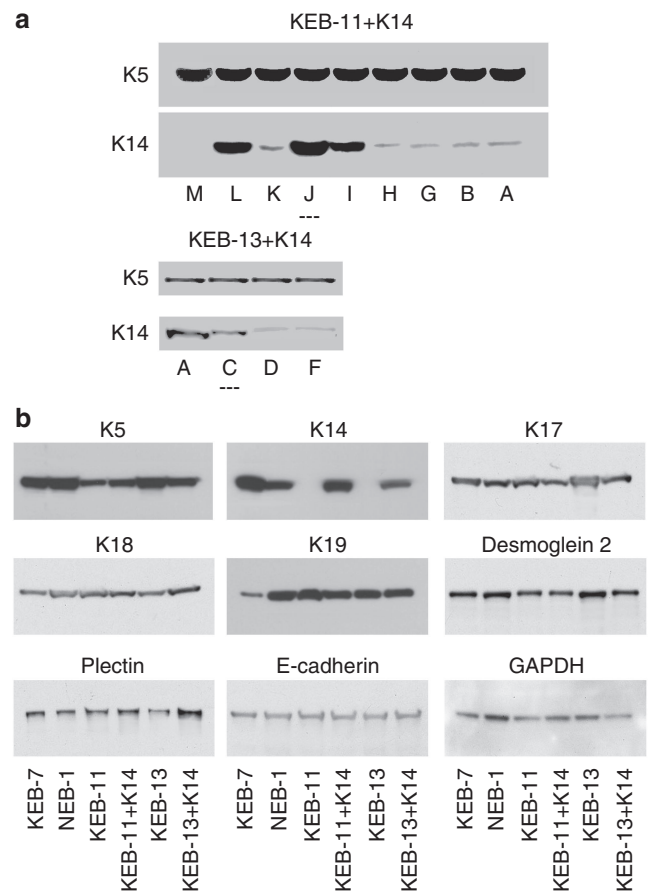 a
KEB-11+K14
K5
K14
M L K J I H G B A
---
KEB-13+K14
K5
K14
A C D F
---
b
K5 K14 K17
K18 K19 Desmoglein 2
Plectin E-cadherin GAPDH
KEB-7 NEB-1 KEB-11 KEB-11+K14 KEB-13 KEB-13+K14 KEB-7 NEB-1 KEB-11 KEB-11+K14 KEB-13 KEB-13+K14 KEB-7 NEB-1 KEB-11 KEB-11+K14 KEB-13 KEB-13+K14